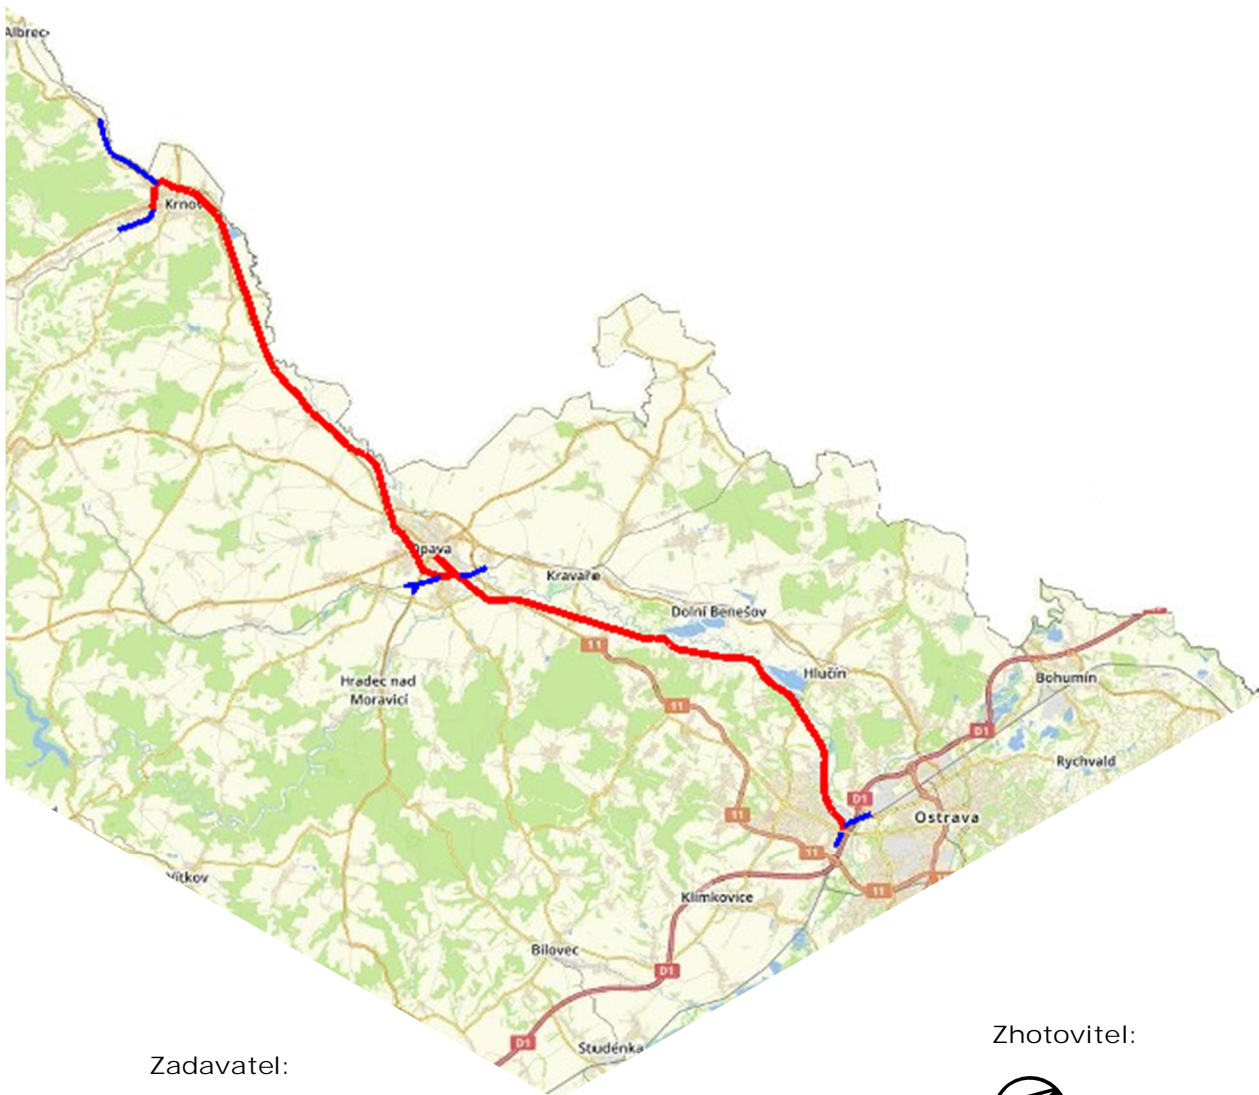 Albrec
Krnov
Opava
Kravaře
Dolní Benešov
11
Hlučín
Hradec nad
Moravicí
Bohumín
11
D1
Rychvald
D1
11
Ostrava
11
Vítkov
11
Klimkovice
Bílovec
D1
D1
Studénka
Zhotovitel:
Zadavatel: